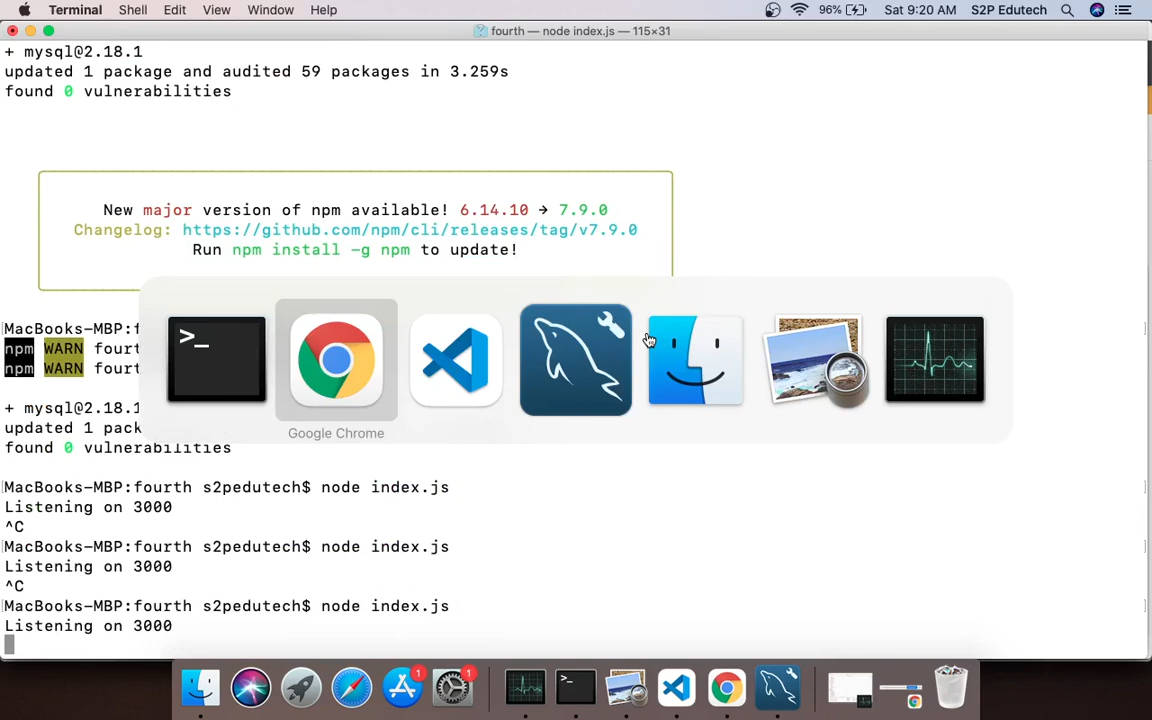 Terminal Shell Edit View Window Help 96% Sat 9:20 AM S2P Edutech
fourth — node index.js — 115×31
+ mysql@2.18.1
updated 1 package and audited 59 packages in 3.259s
found 0 vulnerabilities
New major version of npm available! 6.14.10 → 7.9.0
Changelog: https://github.com/npm/cli/releases/tag/v7.9.0
Run npm install -g npm to update!
MacBooks-MBP:f
npm WARN fourt
npm WARN fourt
>_
Google Chrome
+ mysql@2.18.1
updated 1 pack
found 0 vulnerabilities
MacBooks-MBP:fourth s2pedutech$ node index.js
Listening on 3000
^C
MacBooks-MBP:fourth s2pedutech$ node index.js
Listening on 3000
^C
MacBooks-MBP:fourth s2pedutech$ node index.js
Listening on 3000
1 1 >_